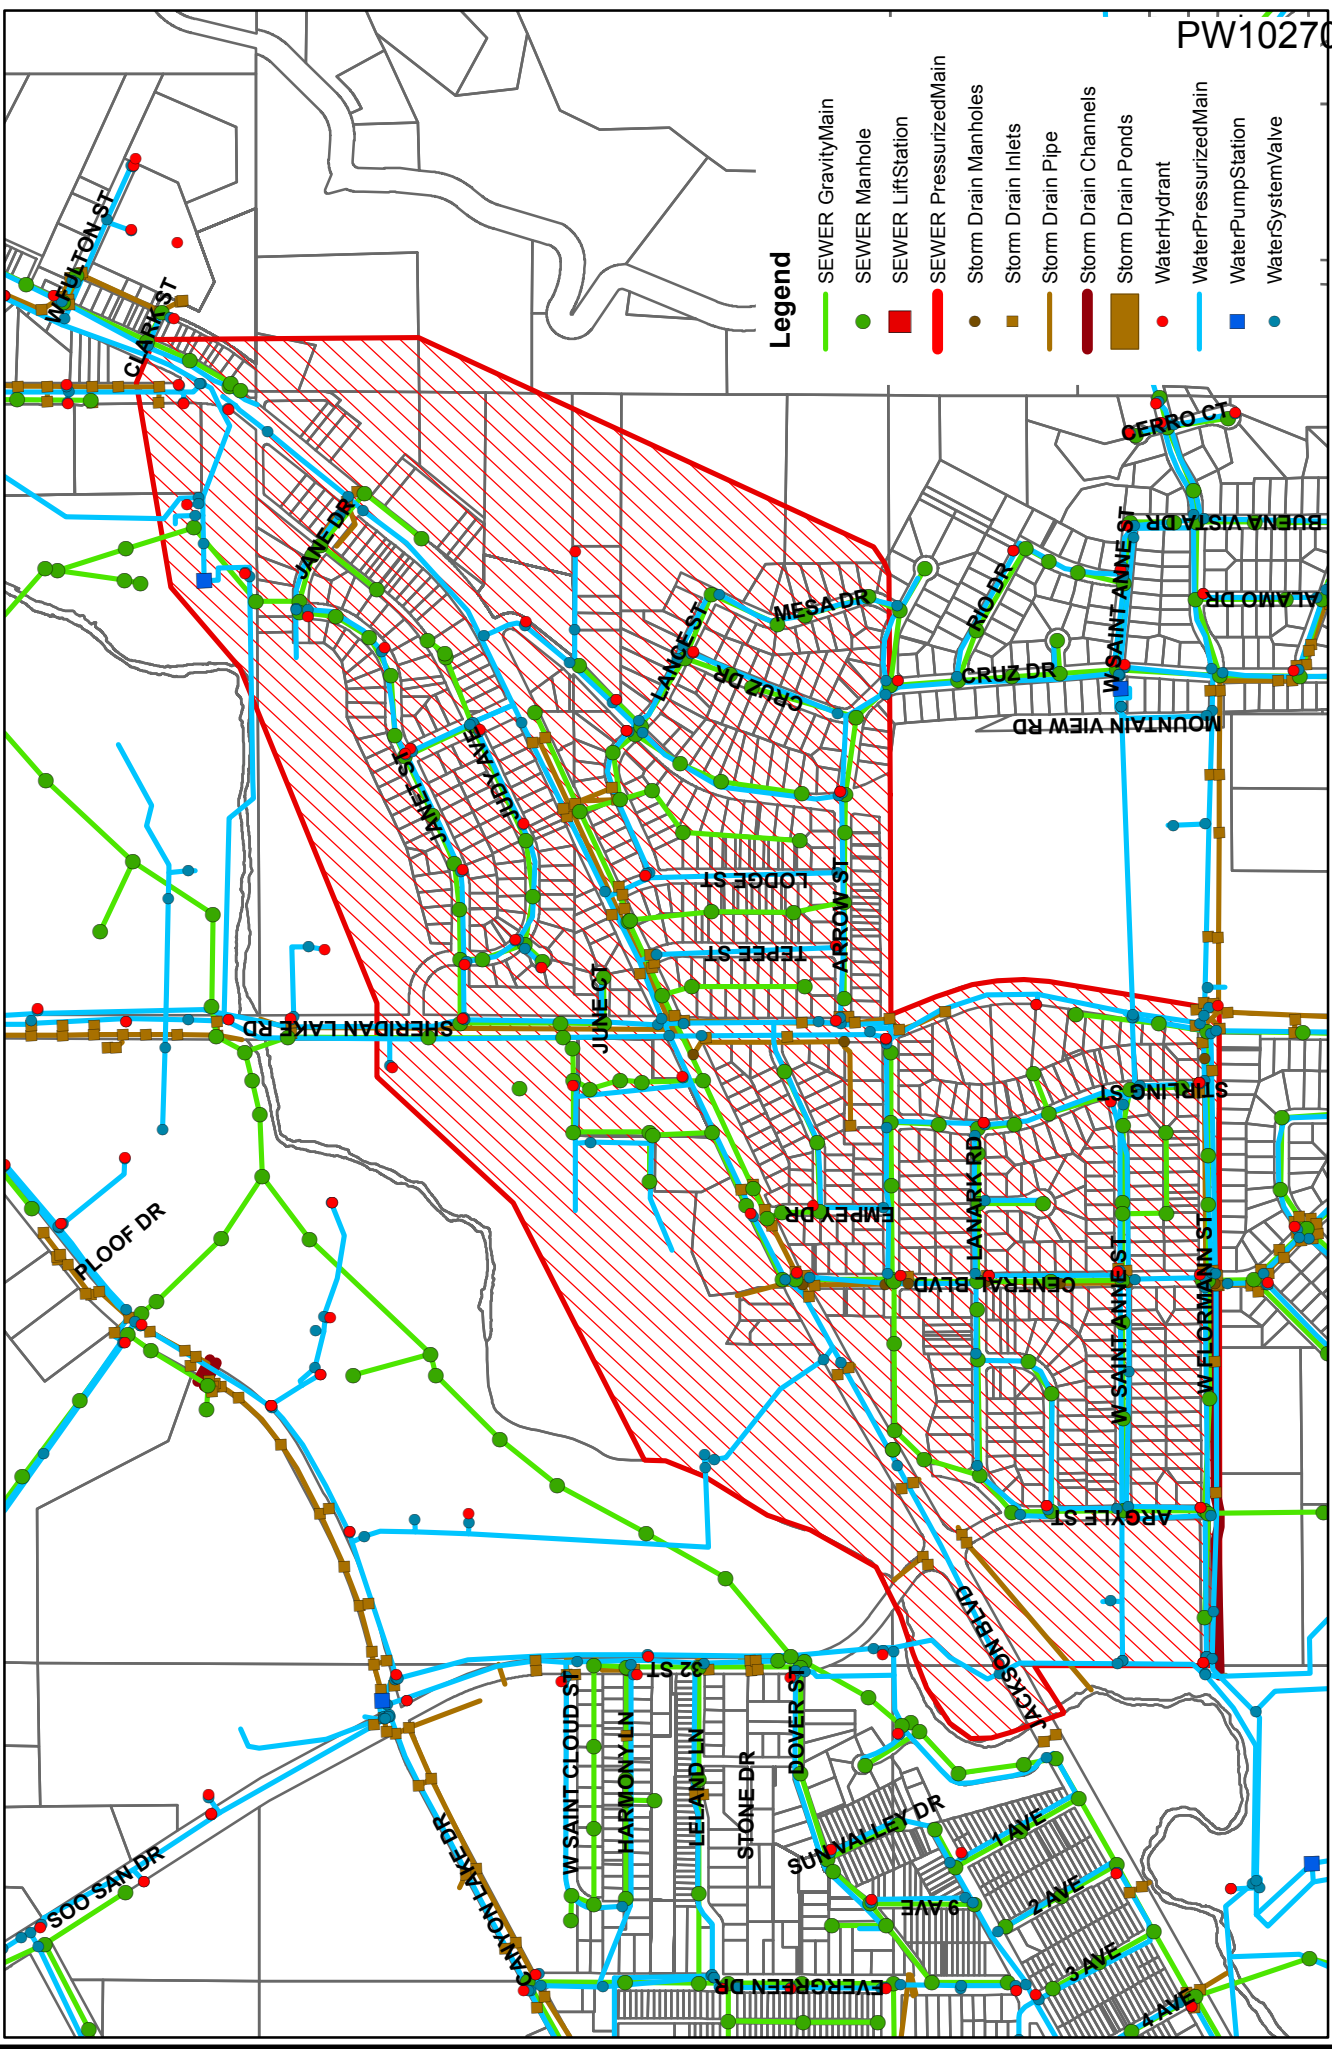 PW10270
Legend
SEWER GravityMain
SEWER Manhole
SEWER LiftStation
SEWER PressurizedMain
Storm Drain Manholes
Storm Drain Inlets
Storm Drain Pipe
Storm Drain Channels
Storm Drain Ponds
WaterHydrant
WaterPressurizedMain
WaterPumpStation
WaterSystemValve
W FULTON ST
CLARK ST
JANE DR
CERRO CT
BUENA VISTA DR
W SAINT ANNE ST
ALAMO DR
RIO DR
MESA DR
LANCE ST
CRUZ DR
CRUZ DR
MOUNTAIN VIEW RD
JANET ST
JUDY AVE
LODGE ST
TEPEE ST
ARROW ST
SHERIDAN LAKE RD
JUNE CT
STIRLING ST
LANARK RD
EMPEY DR
CENTRAL BLVD
W SAINT ANNE ST
W FLORMANN ST
ARGYLE ST
PLOOF DR
JACKSON BLVD
32 ST
W SAINT CLOUD ST
HARMONY LN
LELAND LN
STONE DR
DOVER ST
SUN VALLEY DR
1 AVE
2 AVE
3 AVE
4 AVE
9 AVE
EVERGREEN DR
CANYON LAKE DR
SOO SAN DR